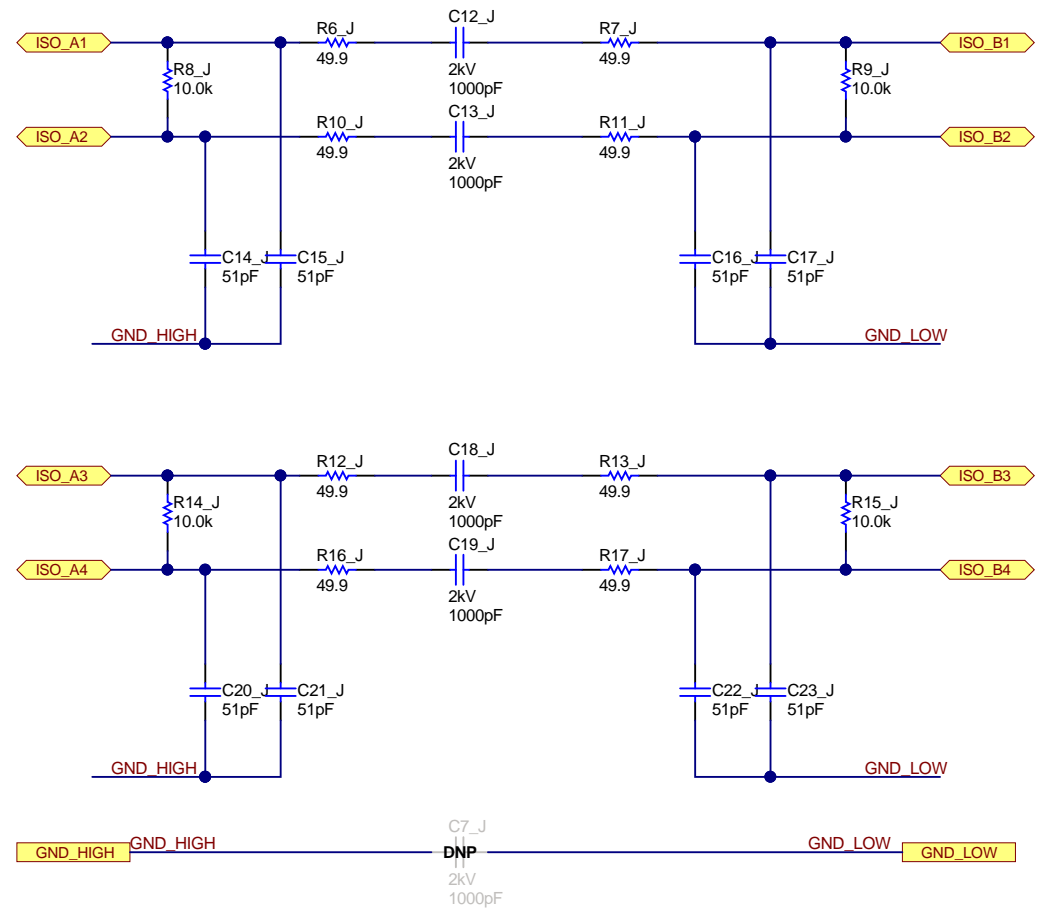 C12_J
ISO_A1
R6_J
R7_J
ISO_B1
49.9
2kV
1000pF
49.9
R8_J
10.0k
R9_J
10.0k
C13_J
ISO_A2
R10_J
R11_J
ISO_B2
49.9
2kV
1000pF
49.9
C14_J
51pF
C15_J
51pF
C16_J
51pF
C17_J
51pF
GND_HIGH
GND_LOW
C18_J
ISO_A3
R12_J
R13_J
ISO_B3
49.9
2kV
1000pF
49.9
R14_J
10.0k
R15_J
10.0k
C19_J
ISO_A4
R16_J
R17_J
ISO_B4
49.9
2kV
1000pF
49.9
C20_J
51pF
C21_J
51pF
C22_J
51pF
C23_J
51pF
GND_HIGH
GND_LOW
C7_J
GND_HIGH
GND_HIGH
DNP
GND_LOW
GND_LOW
2kV
1000pF